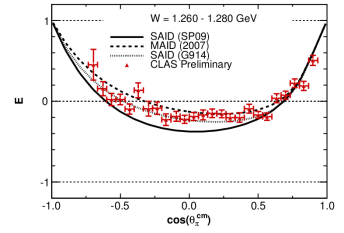 W = 1.260 - 1.280 GeV
SAID (SP09)
MAID (2007)
SAID (G914)
CLAS Preliminary
E
1
0
-1
-1.0 -0.5 0.0 0.5 1.0
cos(θπcm)